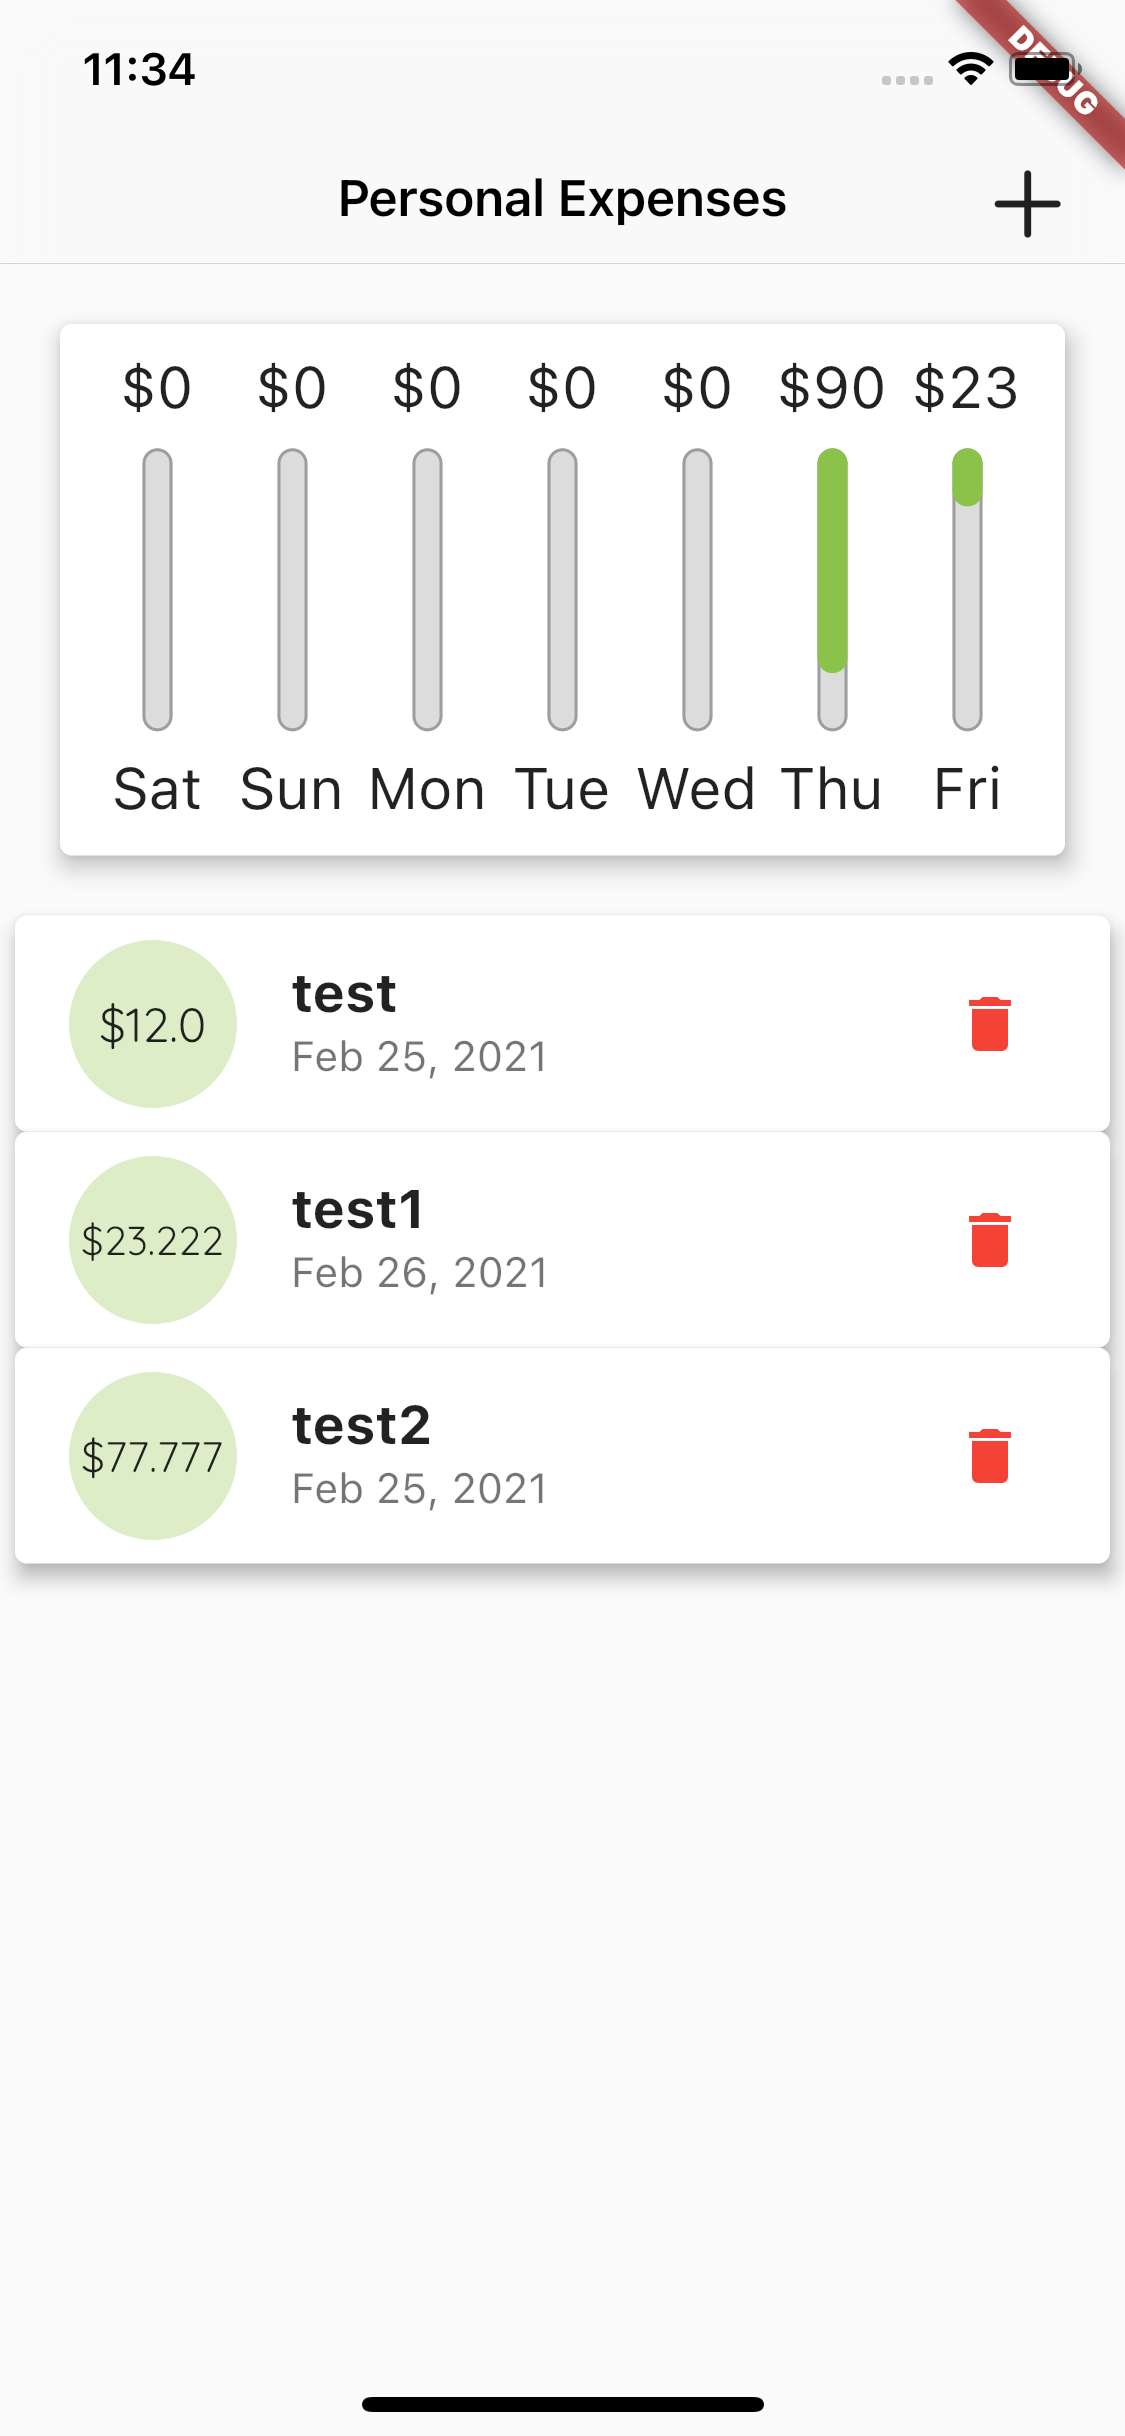 11:34
DEBUG
Personal Expenses
$0 $0 $0 $0 $0 $90 $23
Sat Sun Mon Tue Wed Thu Fri
$12.0
test
Feb 25, 2021
$23.222
test1
Feb 26, 2021
$77.777
test2
Feb 25, 2021